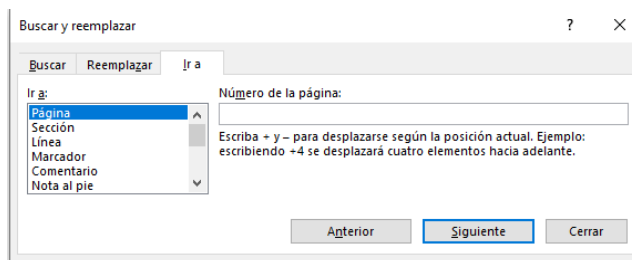 Buscar y reemplazar
Buscar Reemplazar Ir a
Ir a:
Página
Sección
Línea
Marcador
Comentario
Nota al pie
Número de la página:
Escriba + y – para desplazarse según la posición actual. Ejemplo:
escribiendo +4 se desplazará cuatro elementos hacia adelante.
Anterior Siguiente Cerrar